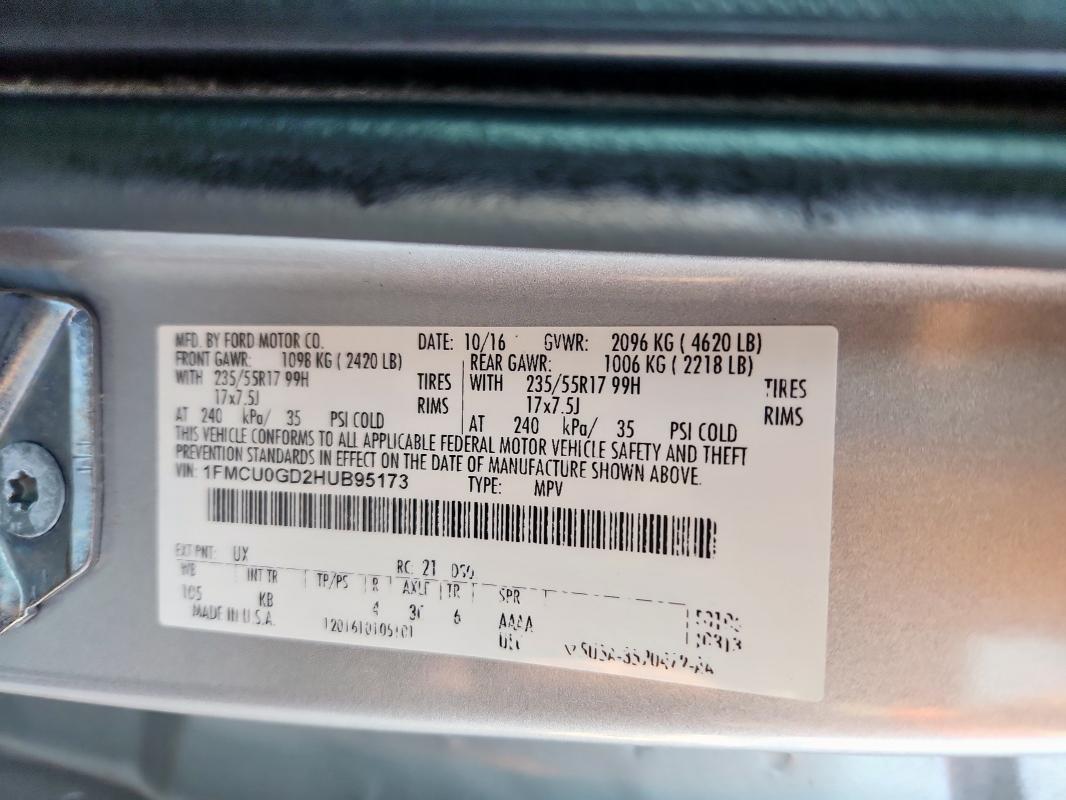 MFD. BY FORD MOTOR CO. DATE: 10/16 GVWR: 2096 KG ( 4620 LB)
FRONT GAWR: 1098 KG ( 2420 LB) REAR GAWR: 1006 KG ( 2218 LB)
WITH 235/55R17 99H TIRES WITH 235/55R17 99H TIRES
17x7.5J RIMS 17x7.5J RIMS
AT 240 kPa/ 35 PSI COLD AT 240 kPa/ 35 PSI COLD
THIS VEHICLE CONFORMS TO ALL APPLICABLE FEDERAL MOTOR VEHICLE SAFETY AND THEFT
PREVENTION STANDARDS IN EFFECT ON THE DATE OF MANUFACTURE SHOWN ABOVE.
VIN: 1FMCU0GD2HUB95173 TYPE: MPV
EXT PNT: UX RC: 21 DSO
WB INT TR TP/PS R AXLE TR SPR
105 KB 4 6 AAAA
MADE IN U.S.A.